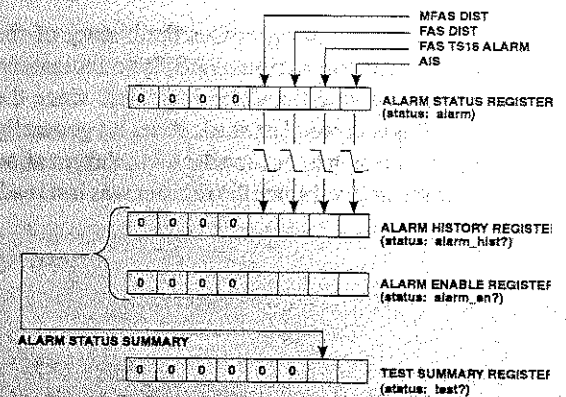 MFAS DIST
FAS DIST
FAS TS16 ALARM
AIS
0 0 0 0
ALARM STATUS REGISTER
(status: alarm)
0 0 0 0
ALARM HISTORY REGISTE
(status: alarm_hist?)
0 0 0 0
ALARM ENABLE REGISTER
(status: alarm_en?)
ALARM STATUS SUMMARY
0 0 0 0 0 0
TEST SUMMARY REGISTER
(status: test?)